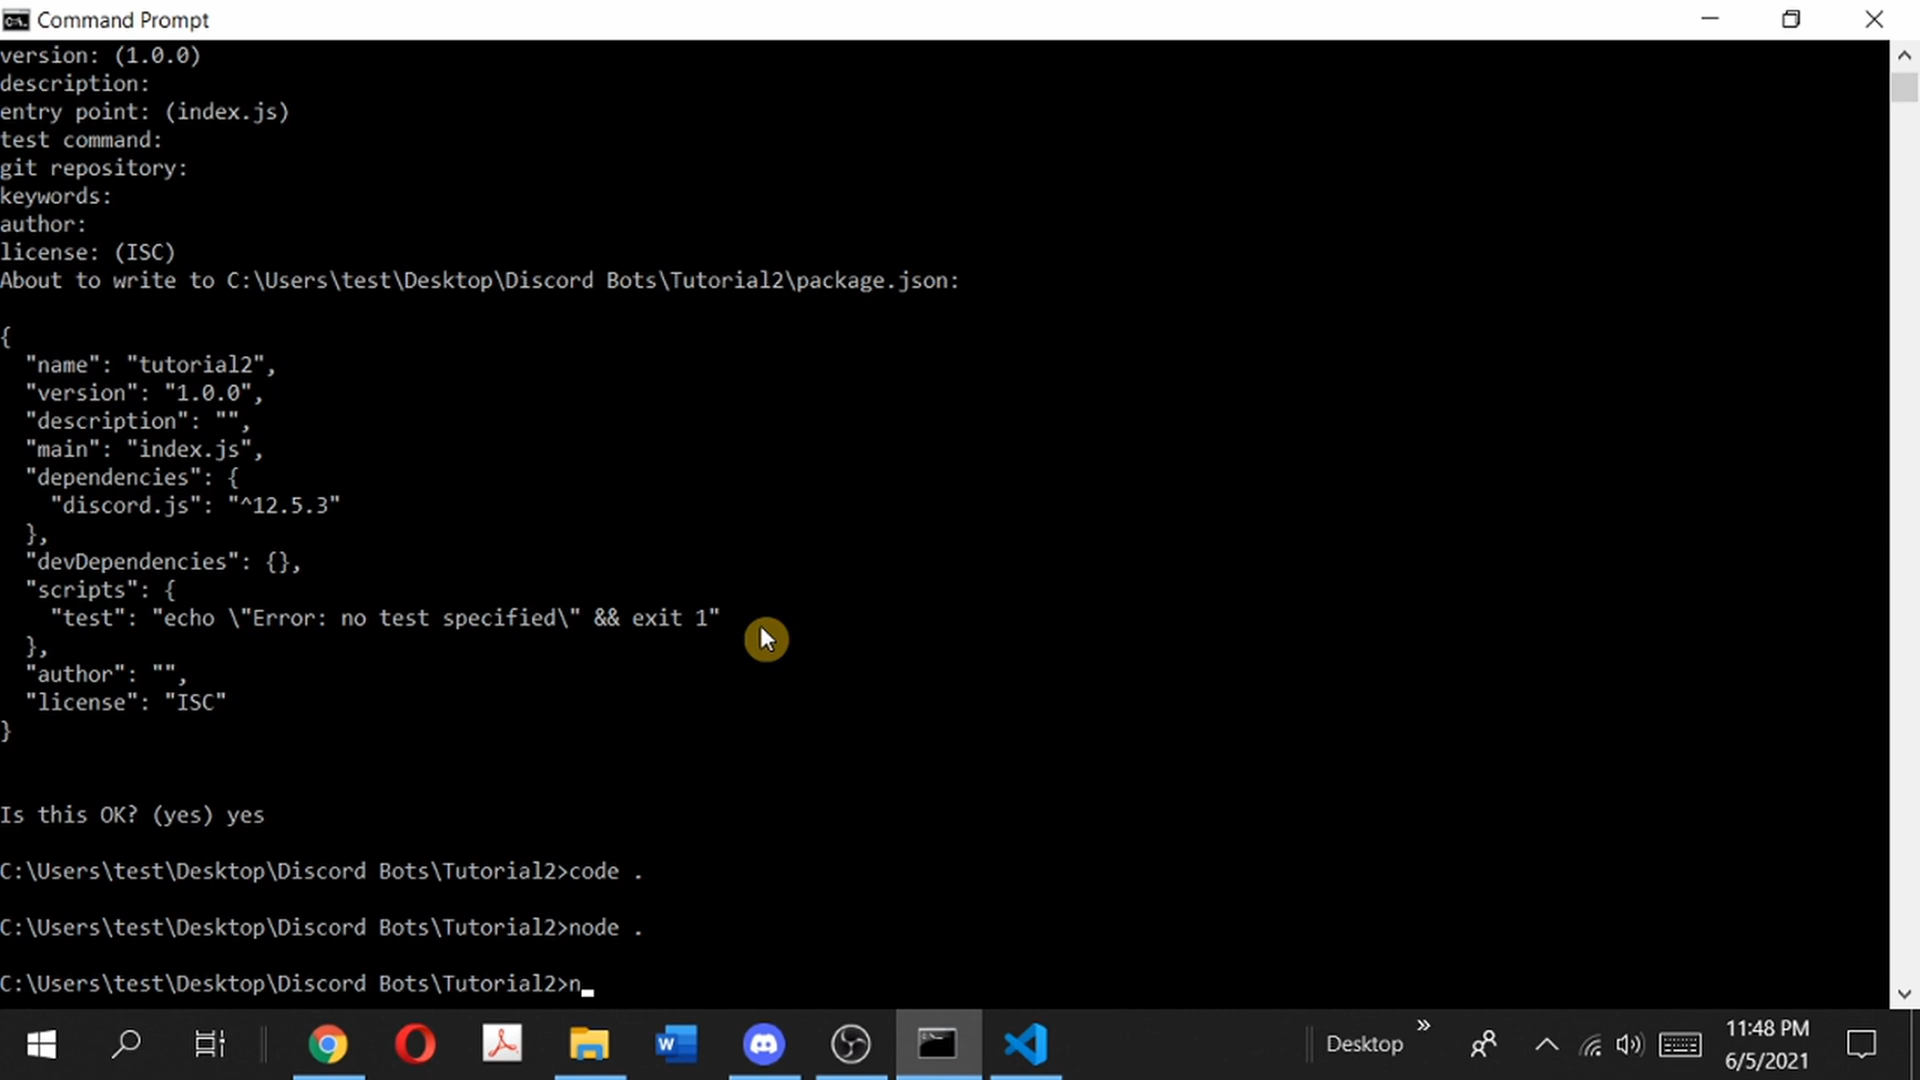 Command Prompt
version: (1.0.0)
description:
entry point: (index.js)
test command:
git repository:
keywords:
author:
license: (ISC)
About to write to C:\Users\test\Desktop\Discord Bots\Tutorial2\package.json:
{
  "name": "tutorial2",
  "version": "1.0.0",
  "description": "",
  "main": "index.js",
  "dependencies": {
    "discord.js": "^12.5.3"
  },
  "devDependencies": {},
  "scripts": {
    "test": "echo \"Error: no test specified\" && exit 1"
  },
  "author": "",
  "license": "ISC"
}
Is this OK? (yes) yes
C:\Users\test\Desktop\Discord Bots\Tutorial2>code .
C:\Users\test\Desktop\Discord Bots\Tutorial2>node .
C:\Users\test\Desktop\Discord Bots\Tutorial2>n_
Desktop
11:48 PM
6/5/2021